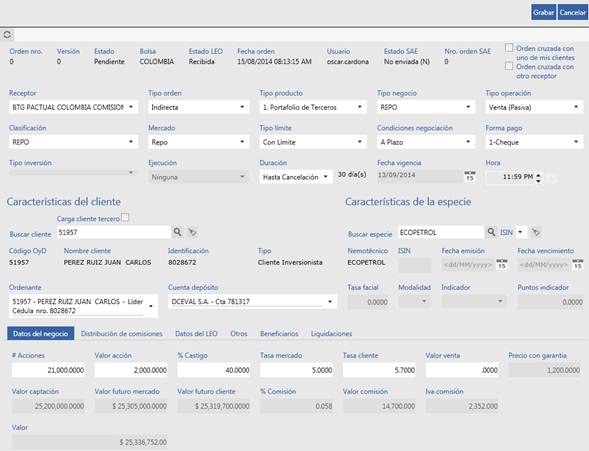 Grabar Cancelar
Orden nro. Versión Estado Bolsa Estado LEO Fecha orden Usuario Estado SAE Nro. orden SAE Orden cruzada con
uno de mis clientes
0 0 Pendiente COLOMBIA Recibida 15/08/2014 08:13:15 AM oscar.cardona No enviada (N) 0
Orden cruzada con
otro receptor
Receptor Tipo orden Tipo producto Tipo negocio Tipo operación
BTG PACTUAL COLOMBIA COMISION Indirecta 1. Portafolio de Terceros REPO Venta (Pasiva)
Clasificación Mercado Tipo límite Condiciones negociación Forma pago
REPO Repo Con Límite A Plazo 1-Cheque
Tipo inversión Ejecución Duración Fecha vigencia Hora
Ninguna Hasta Cancelación 30 día(s) 13/09/2014 15 11:59 PM
Características del cliente Características de la especie
Carga cliente tercero
Buscar cliente 51957 Buscar especie ECOPETROL ISIN
Código OyD Nombre cliente Identificación Tipo Nemotécnico ISIN Fecha emisión Fecha vencimiento
51957 PEREZ RUIZ JUAN CARLOS 8028672 Cliente Inversionista ECOPETROL <dd/MM/yyyy> 15 <dd/MM/yyyy> 15
Ordenante Cuenta depósito Tasa facial Modalidad Indicador Puntos indicador
51957 - PEREZ RUIZ JUAN CARLOS - Líder
Cédula nro. 8028672
DCEVAL S.A. - Cta 781317 0.0000 0.0000
Datos del negocio Distribución de comisiones Datos del LEO Otros Beneficiarios Liquidaciones
# Acciones Valor acción % Castigo Tasa mercado Tasa cliente Valor venta Precio con garantia
21,000.0000 2,000.0000 40.0000 5.0000 5.7000 .0000 1,200.0000
Valor captación Valor futuro mercado Valor futuro cliente % Comisión Valor comisión Iva comisión
25,200,000.0000 $ 25,305,000.0000 $ 25,319,700.0000 0.058 14,700.000 2,352.000
Valor
$ 25,336,752.00